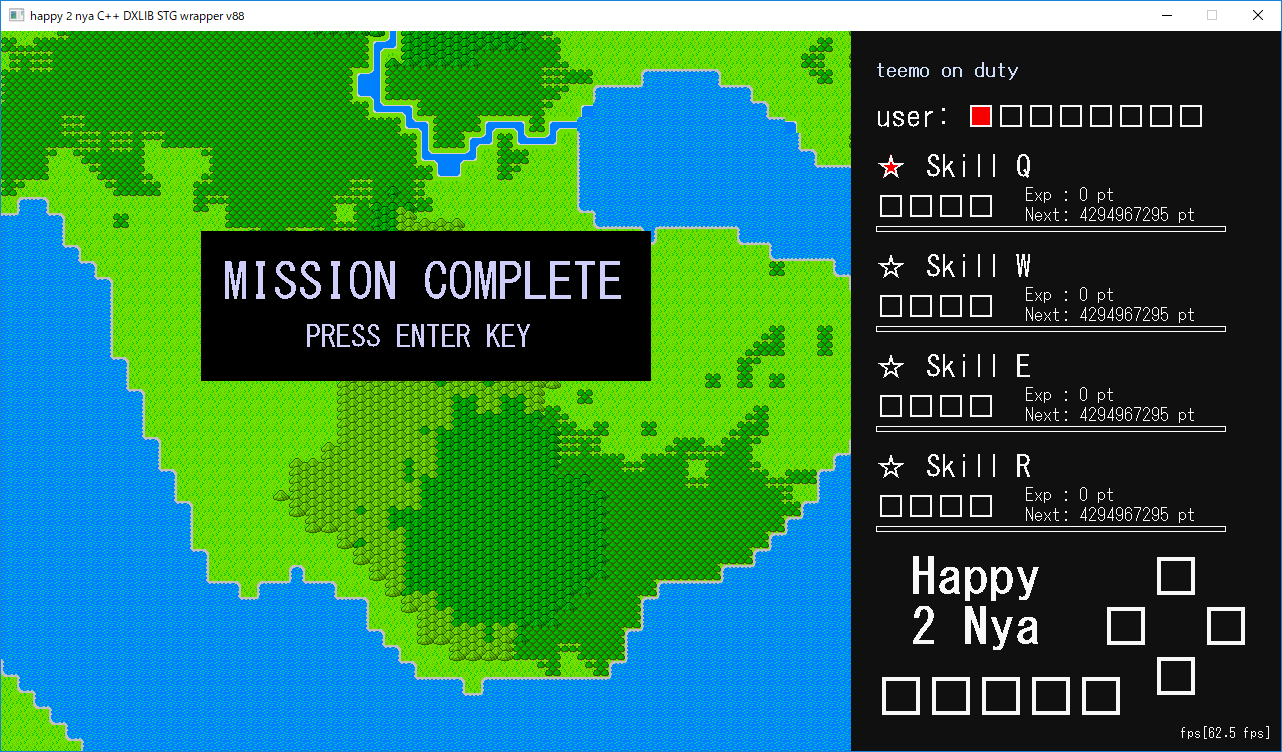 happy 2 nya C++ DXLIB STG wrapper v88
MISSION COMPLETE
PRESS ENTER KEY
teemo on duty
user:
Skill Q
Exp : 0 pt
Next: 4294967295 pt
Skill W
Exp : 0 pt
Next: 4294967295 pt
Skill E
Exp : 0 pt
Next: 4294967295 pt
Skill R
Exp : 0 pt
Next: 4294967295 pt
Happy
2 Nya
fps[62.5 fps]